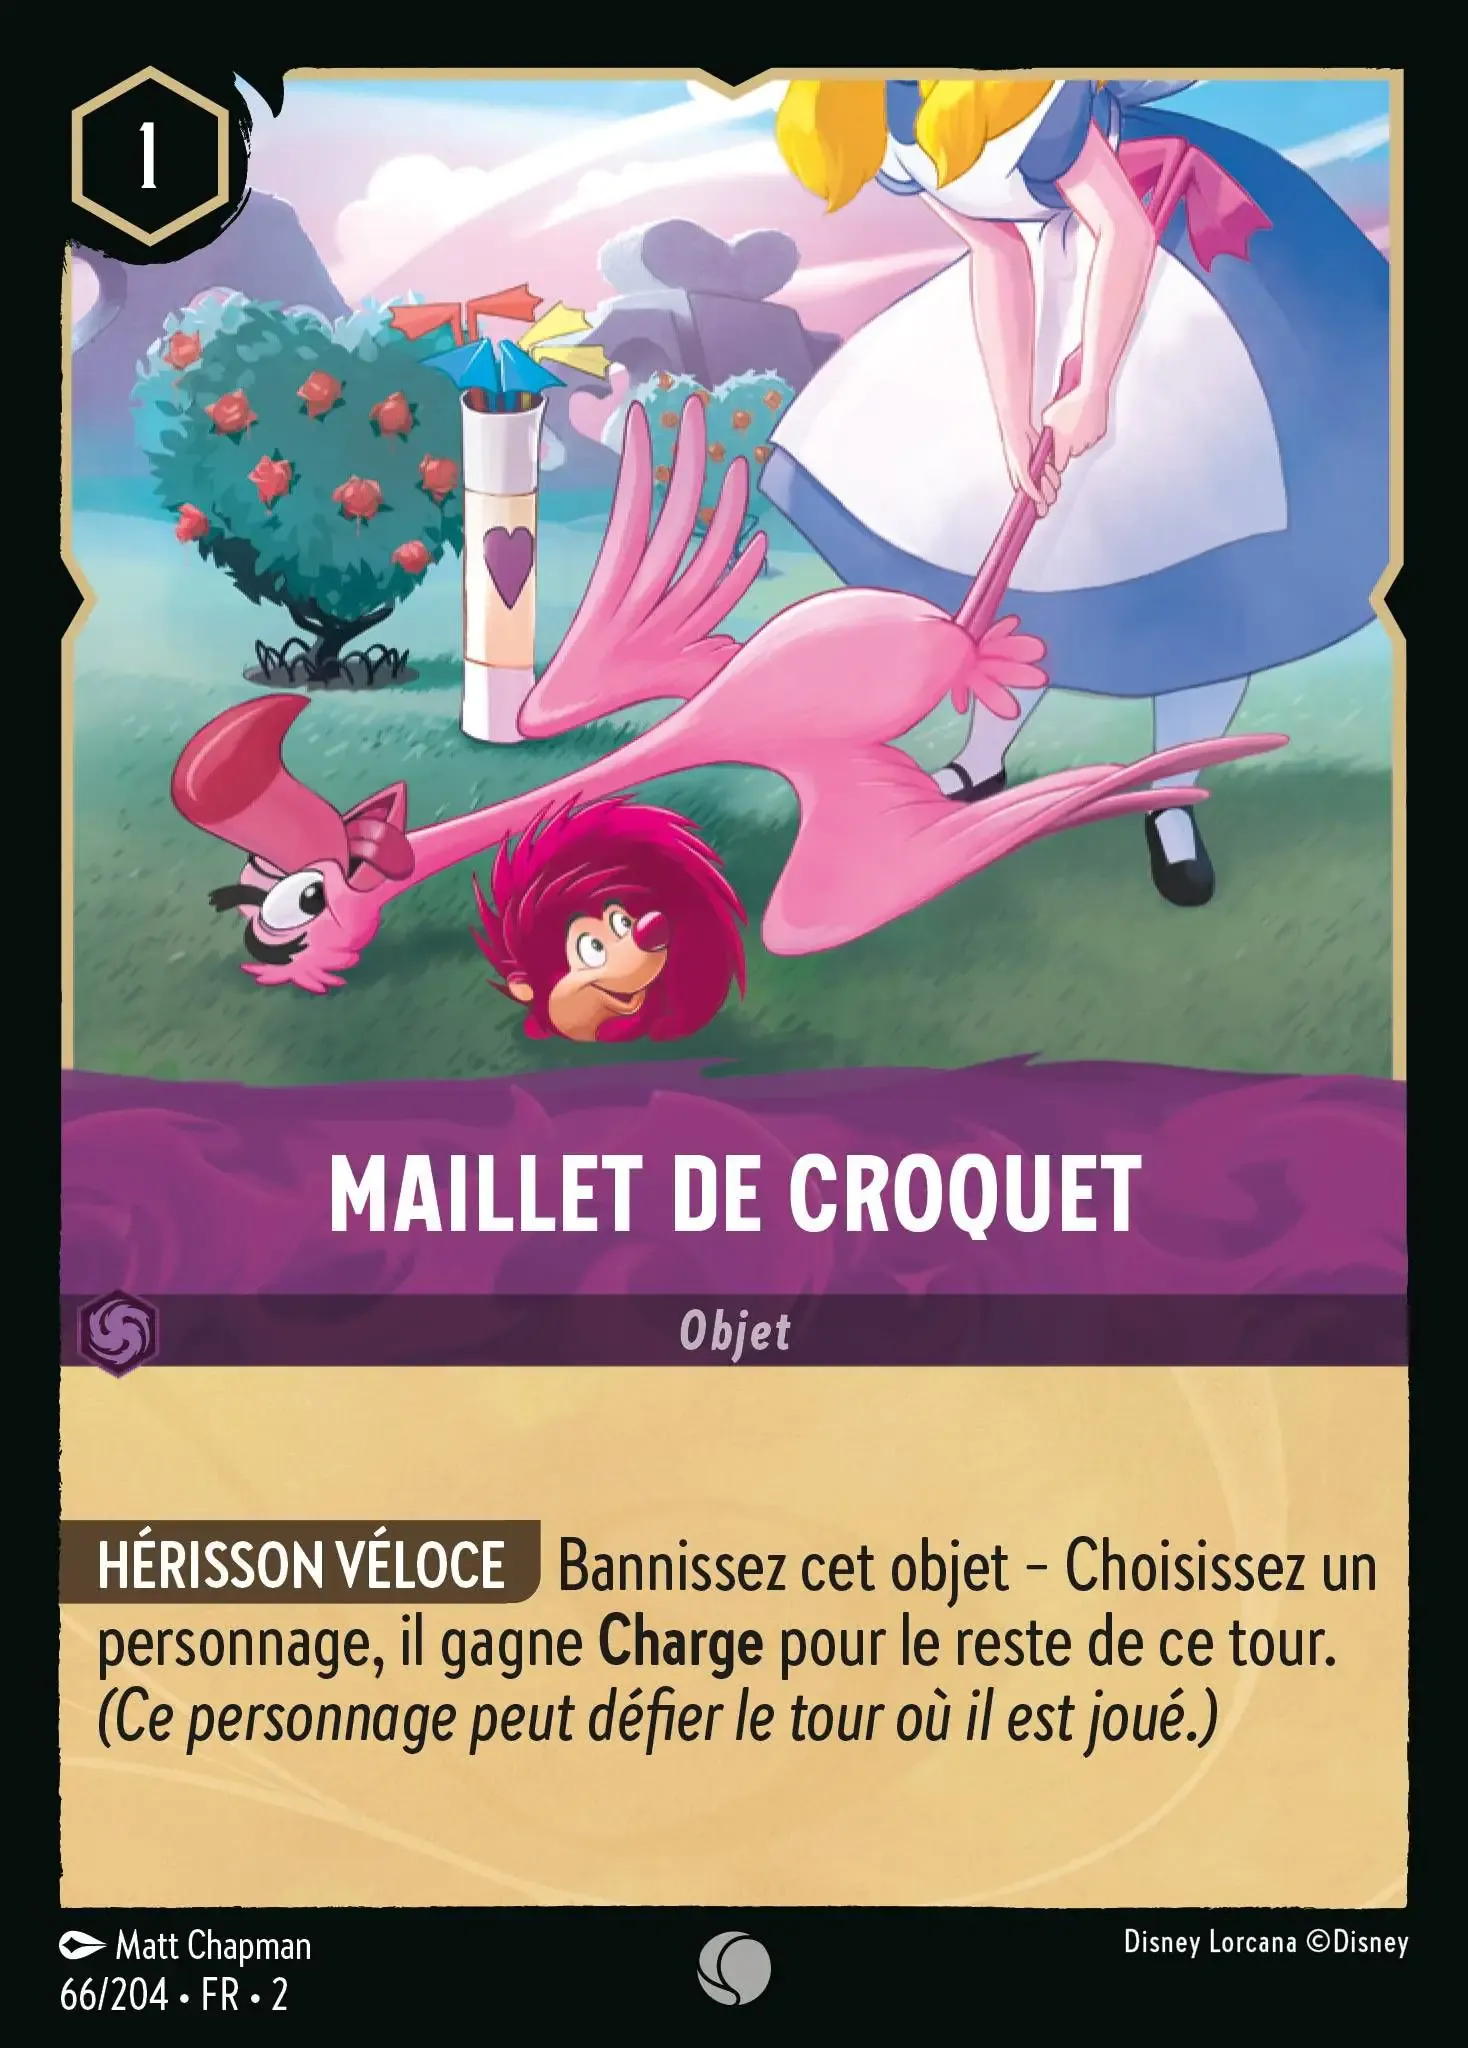 1
MAILLET DE CROQUET
Objet
HÉRISSON VÉLOCE Bannissez cet objet – Choisissez un
personnage, il gagne Charge pour le reste de ce tour.
(Ce personnage peut défier le tour où il est joué.)
Matt Chapman
Disney Lorcana ©Disney
66/204 • FR • 2